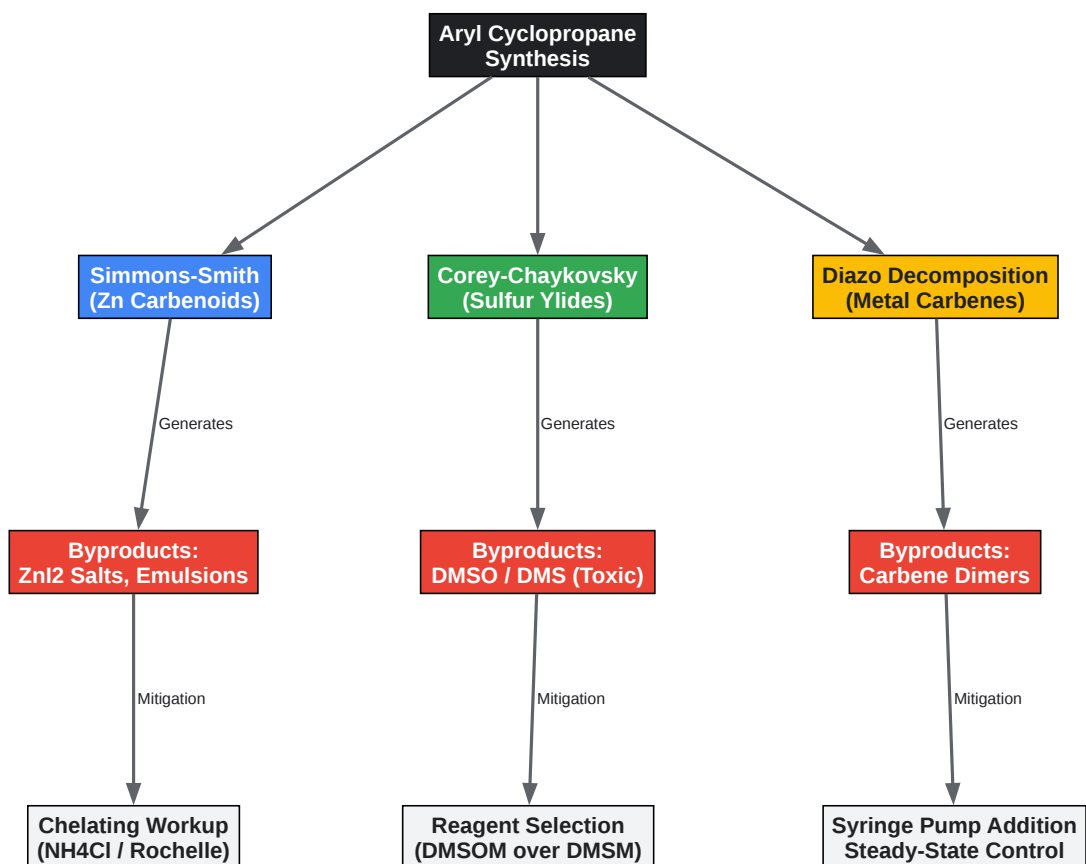 Aryl Cyclopropane
Synthesis
Simmons-Smith
(Zn Carbenoids)
Corey-Chaykovsky
(Sulfur Ylides)
Diazo Decomposition
(Metal Carbenes)
Generates
Generates
Generates
Byproducts:
ZnI2 Salts, Emulsions
Byproducts:
DMSO / DMS (Toxic)
Byproducts:
Carbene Dimers
Mitigation
Mitigation
Mitigation
Chelating Workup
(NH4Cl / Rochelle)
Reagent Selection
(DMSOM over DMSM)
Syringe Pump Addition
Steady-State Control